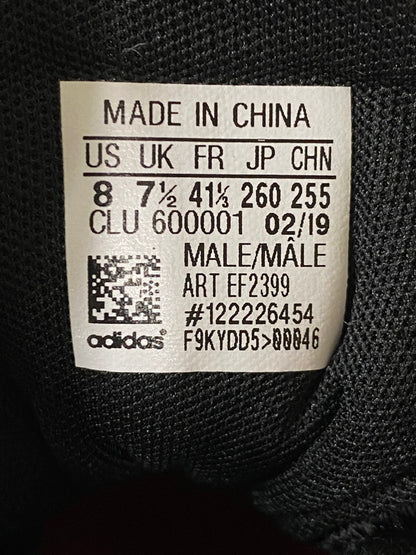 MADE IN CHINA
US UK FR JP CHN
8 7½ 41⅓ 260 255
CLU 600001 02/19
MALE/MÂLE
ART EF2399
#122226454
adidas F9KYDD5>00046